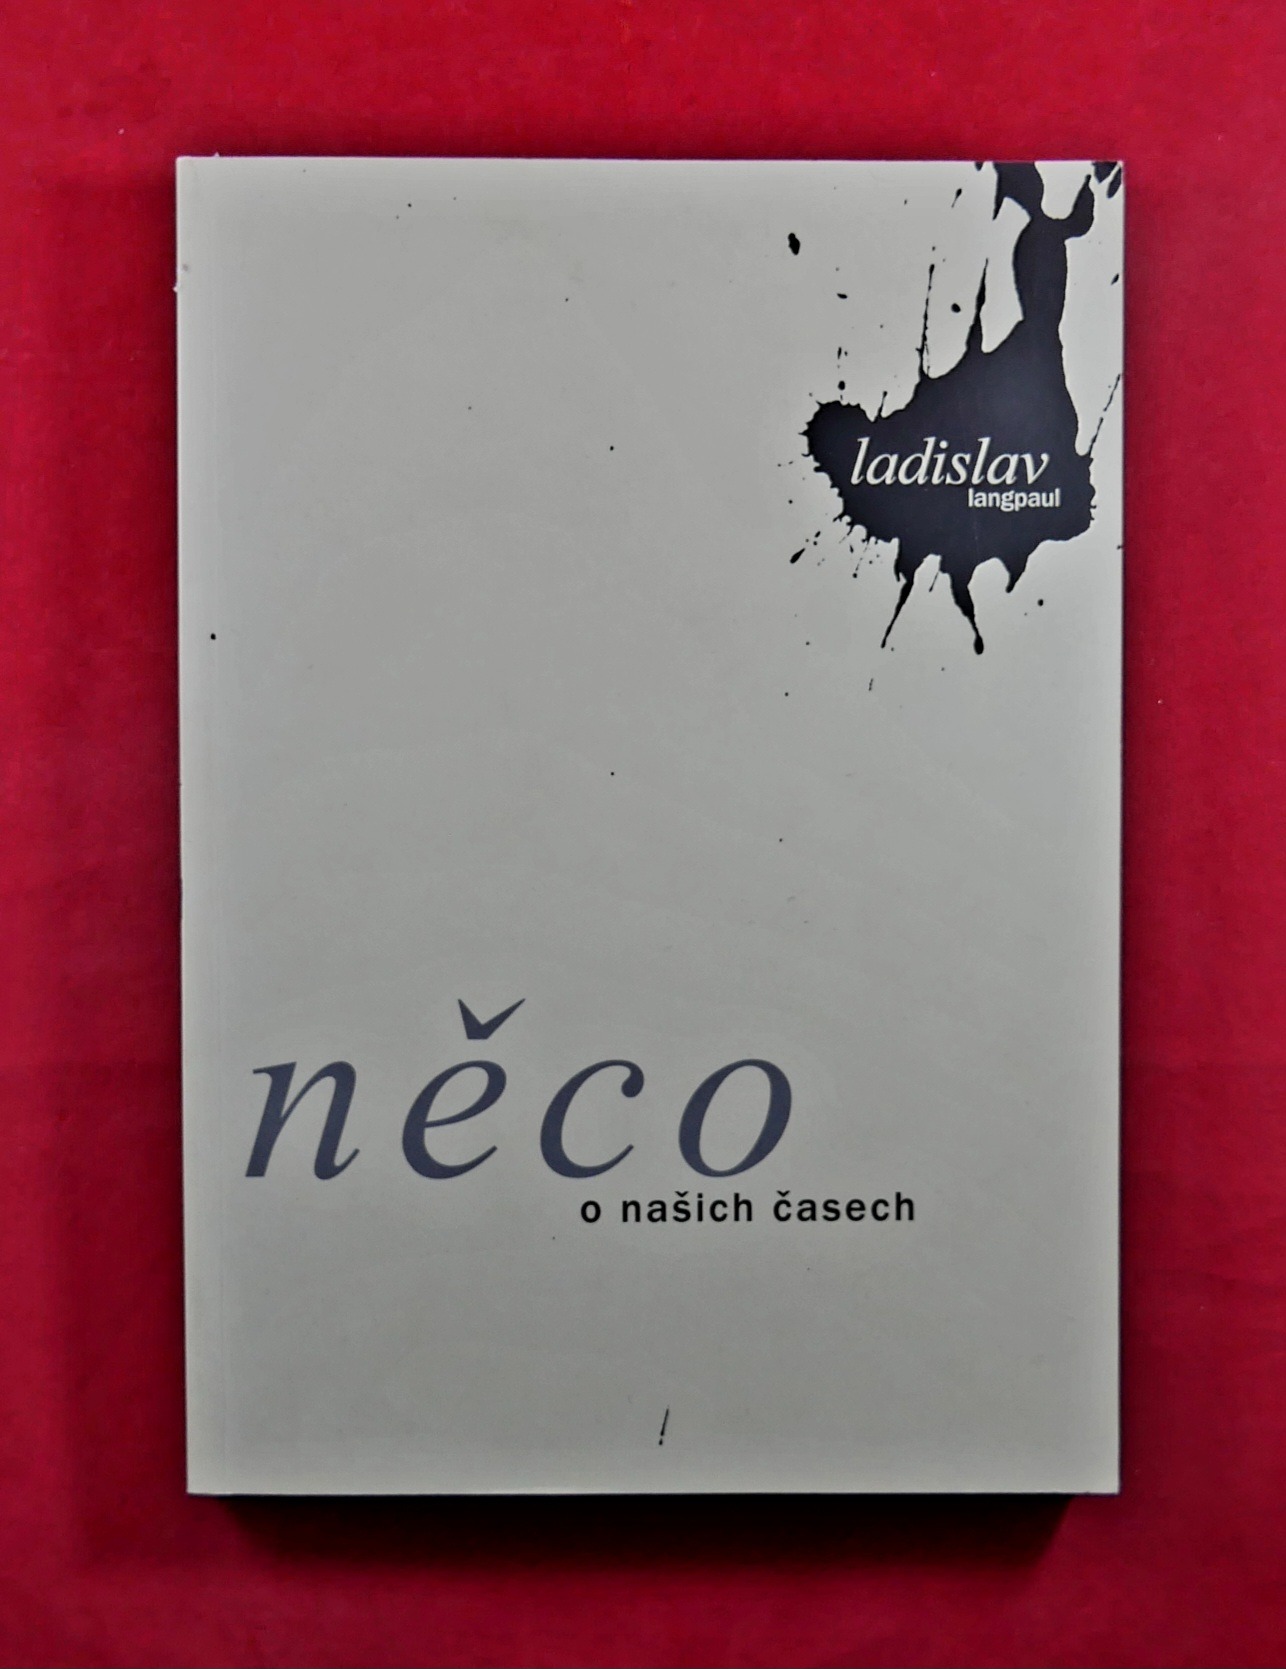 ladislav
langpaul
něco
o našich časech